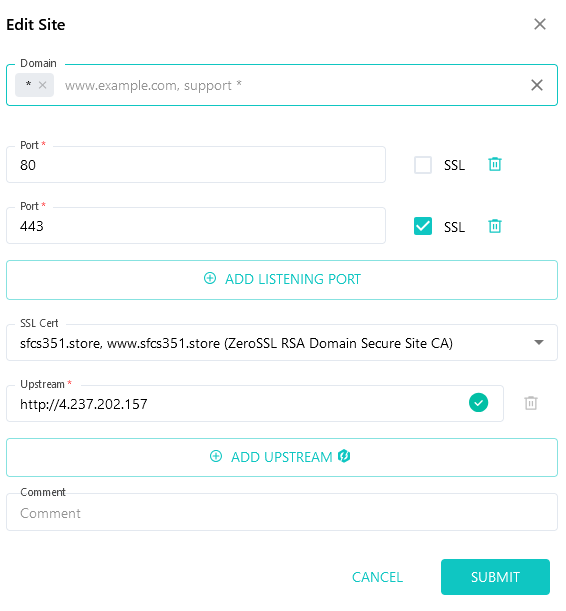 Edit Site
Domain
* www.example.com, support *
Port *
80 SSL
Port *
443 SSL
ADD LISTENING PORT
SSL Cert
sfcs351.store, www.sfcs351.store (ZeroSSL RSA Domain Secure Site CA)
Upstream *
http://4.237.202.157
ADD UPSTREAM
Comment
Comment
CANCEL SUBMIT